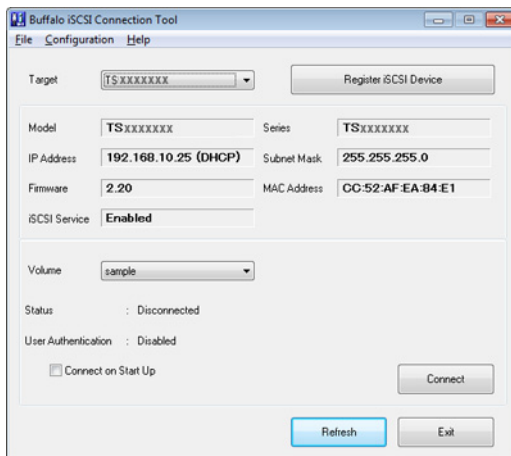 Buffalo iSCSI Connection Tool
File Configuration Help
Target TSXXXXXXX Register iSCSI Device
Model TSxxxxxxx Series TSxxxxxxx
IP Address 192.168.10.25 (DHCP) Subnet Mask 255.255.255.0
Firmware 2.20 MAC Address CC:52:AF:EA:84:E1
iSCSI Service Enabled
Volume sample
Status : Disconnected
User Authentication : Disabled
Connect on Start Up
Connect
Refresh Exit